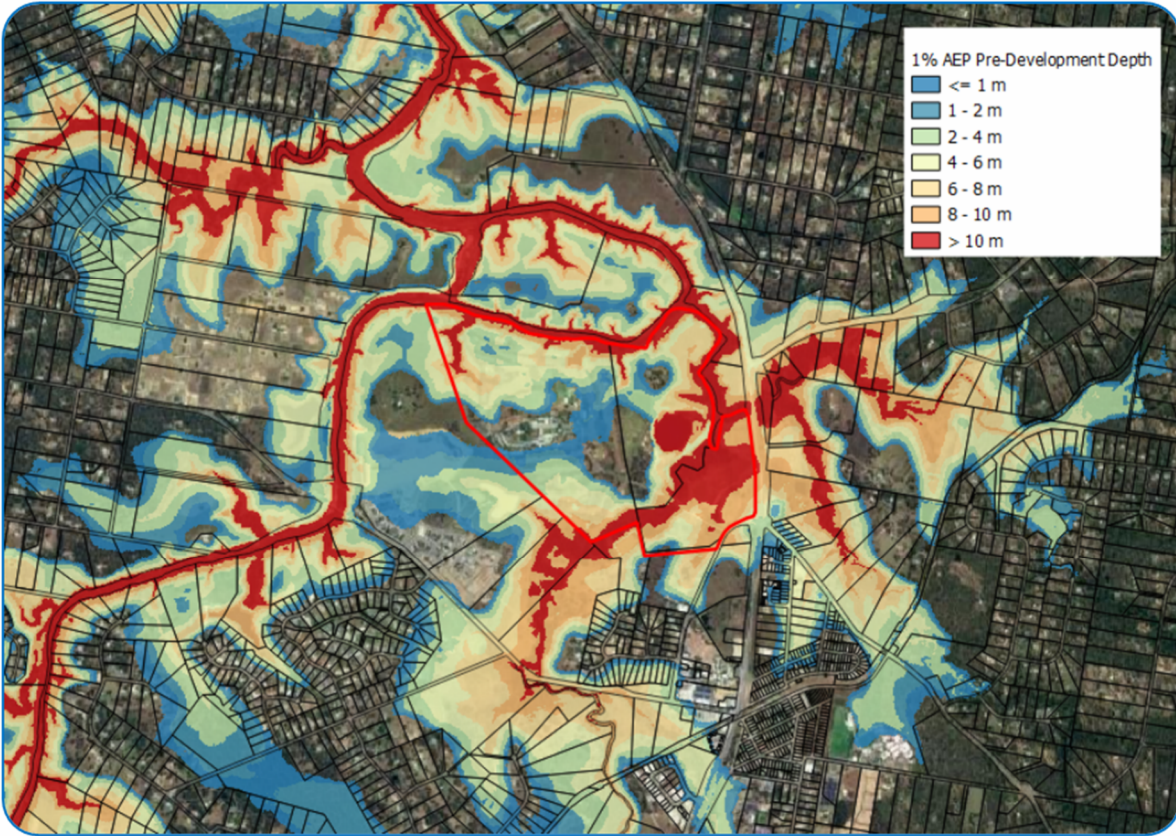 1% AEP Pre-Development Depth
<= 1 m
1 - 2 m
2 - 4 m
4 - 6 m
6 - 8 m
8 - 10 m
> 10 m